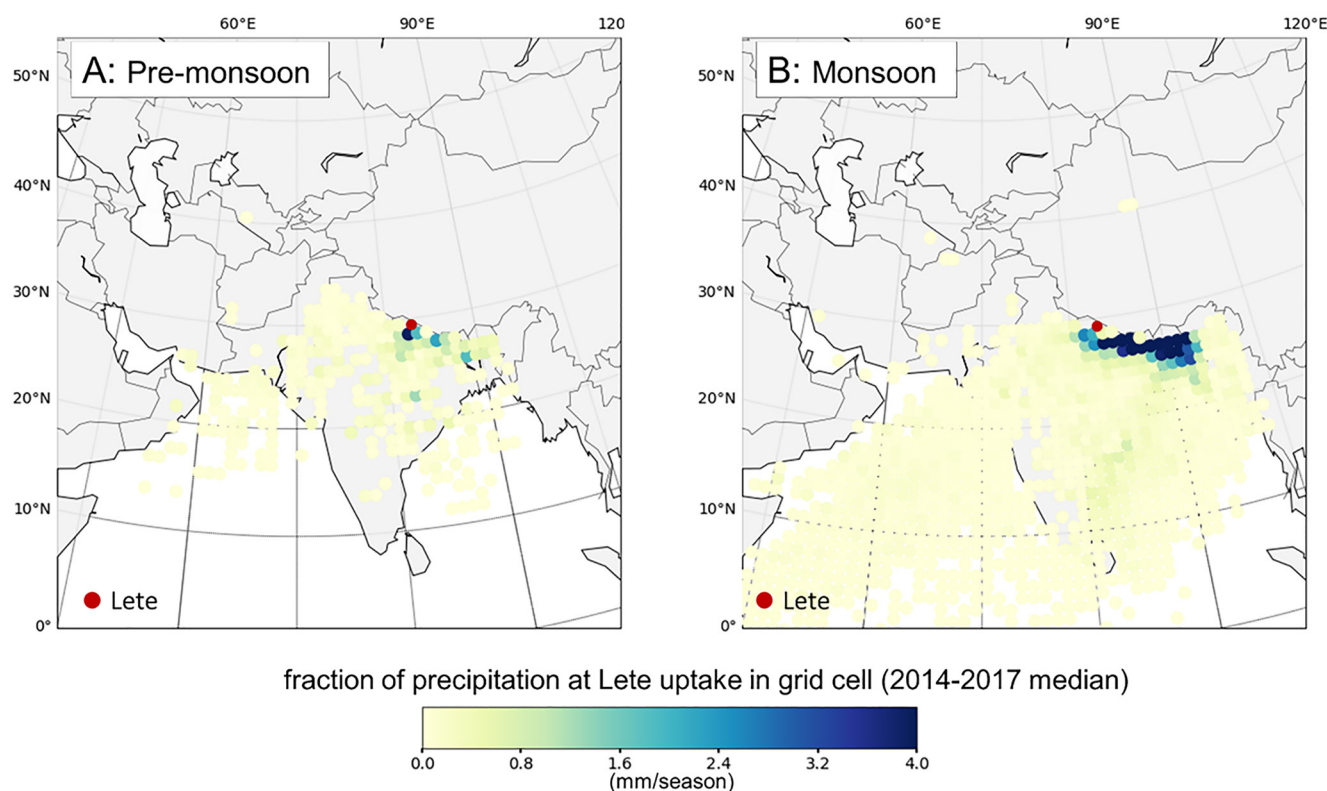 60°E 90°E 120
60°E 90°E 120°E
A: Pre-monsoon
B: Monsoon
50°N
40°N
30°N
20°N
10°N
0°
Lete
50°N
40°N
30°N
20°N
10°N
0°
Lete
fraction of precipitation at Lete uptake in grid cell (2014-2017 median)
0.0 0.8 1.6 2.4 3.2 4.0
(mm/season)